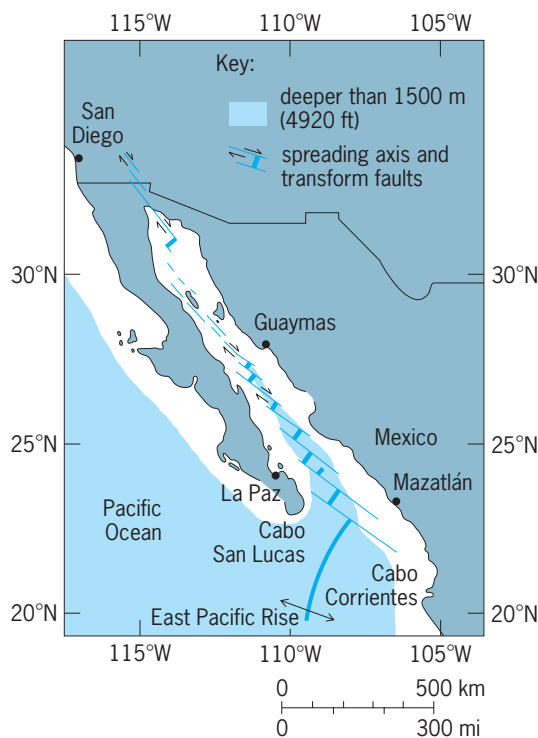 115°W 110°W 105°W
Key:
deeper than 1500 m
(4920 ft)
spreading axis and
transform faults
San
Diego
30°N
30°N
Guaymas
25°N
25°N
Mexico
La Paz
Mazatlán
Pacific
Ocean
Cabo
San Lucas
Cabo
Corrientes
20°N
East Pacific Rise
20°N
115°W 110°W 105°W
0 500 km
0 300 mi